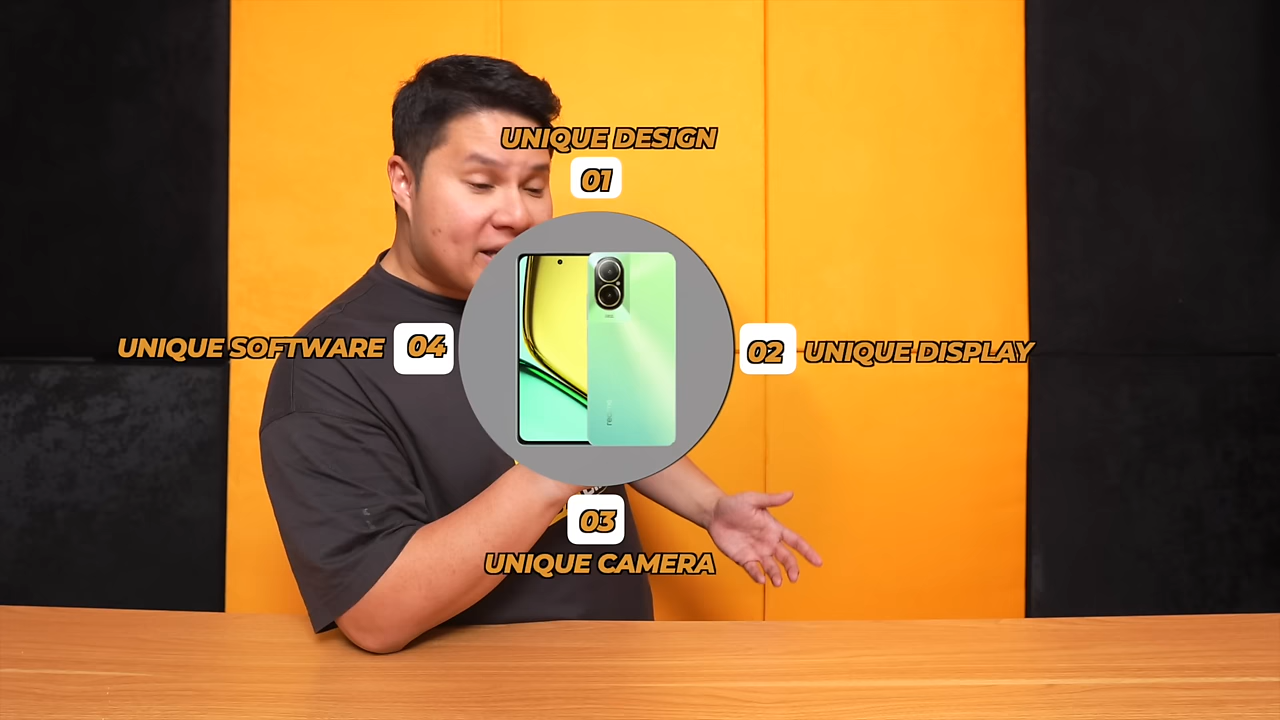 UNIQUE DESIGN
01
UNIQUE SOFTWARE 04
02 UNIQUE DISPLAY
03
UNIQUE CAMERA